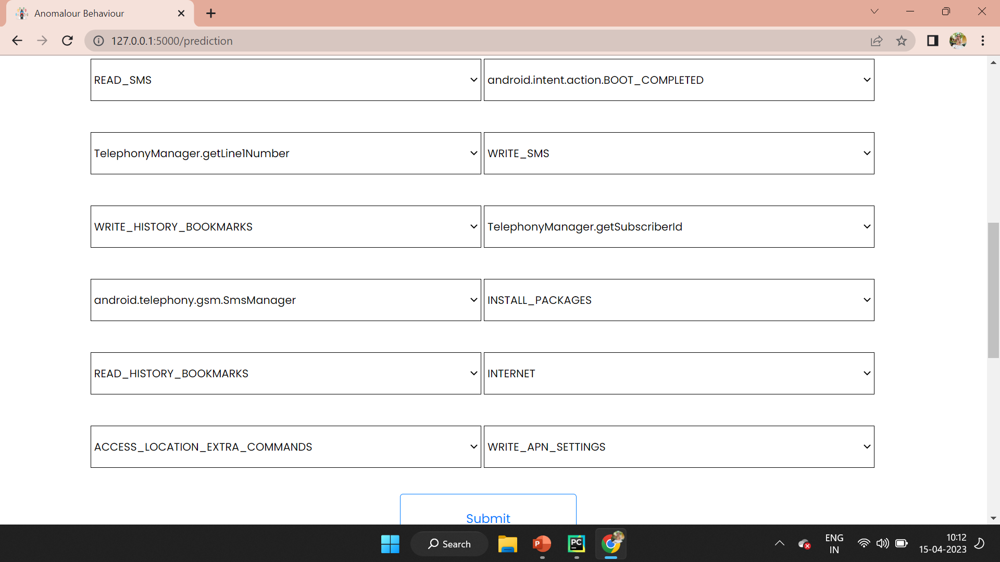 Anomalour Behaviour
127.0.0.1:5000/prediction
READ_SMS
android.intent.action.BOOT_COMPLETED
TelephonyManager.getLine1Number
WRITE_SMS
WRITE_HISTORY_BOOKMARKS
TelephonyManager.getSubscriberId
android.telephony.gsm.SmsManager
INSTALL_PACKAGES
READ_HISTORY_BOOKMARKS
INTERNET
ACCESS_LOCATION_EXTRA_COMMANDS
WRITE_APN_SETTINGS
Submit
Search
P
PC
ENG
IN
10:12
15-04-2023